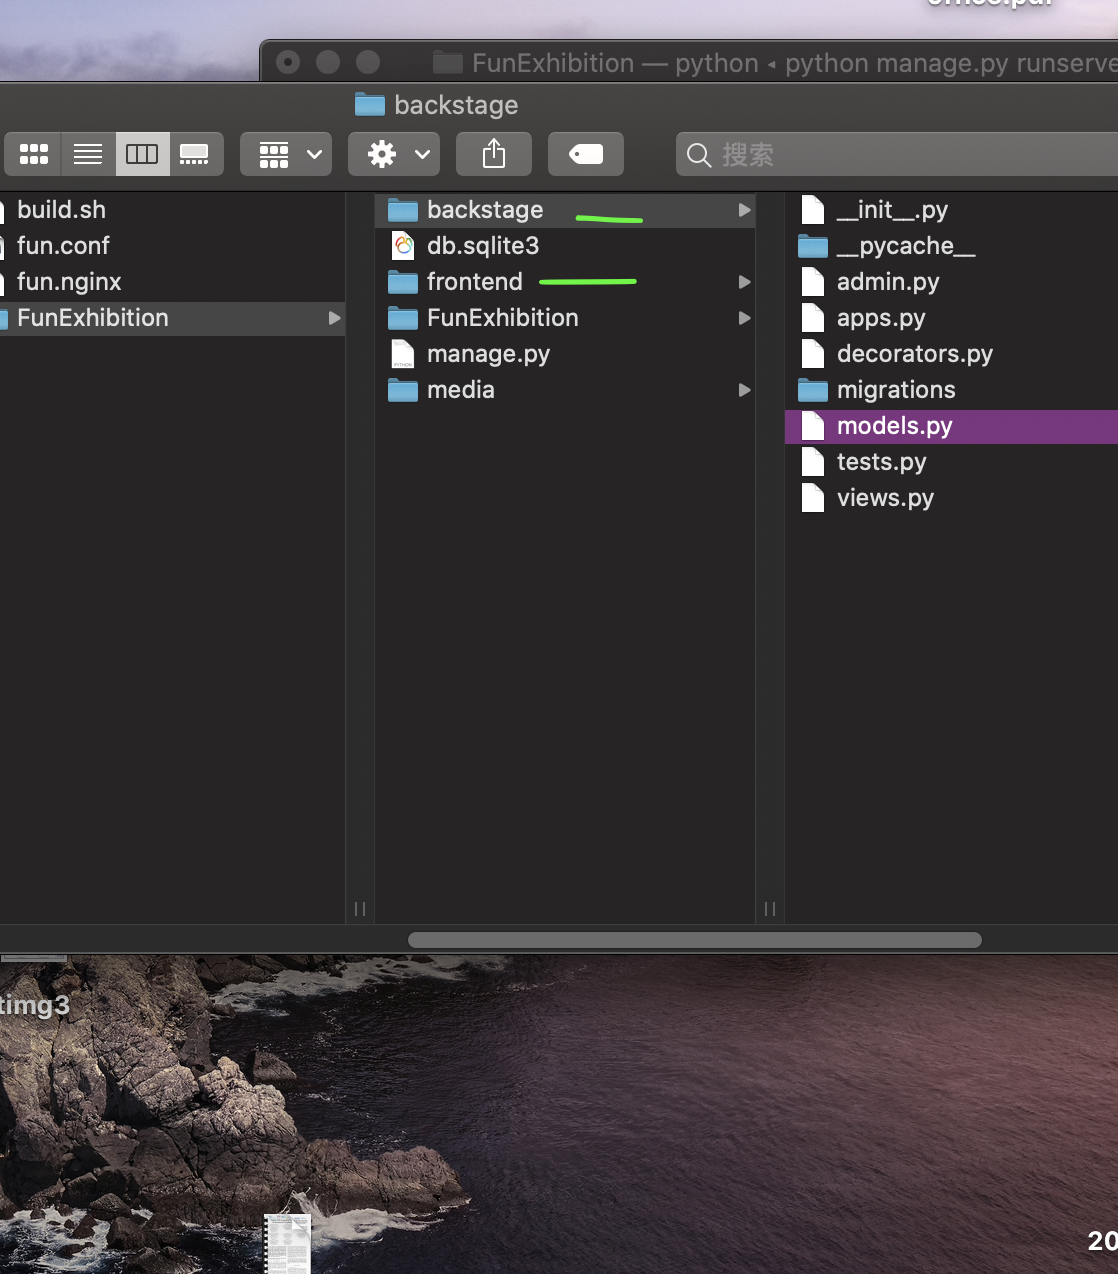 FunExhibition — python ◂ python manage.py
backstage
搜索
build.sh
fun.conf
fun.nginx
FunExhibition
backstage
db.sqlite3
frontend
FunExhibition
manage.py
media
__init__.py
__pycache__
admin.py
apps.py
decorators.py
migrations
models.py
tests.py
views.py
timg3
20